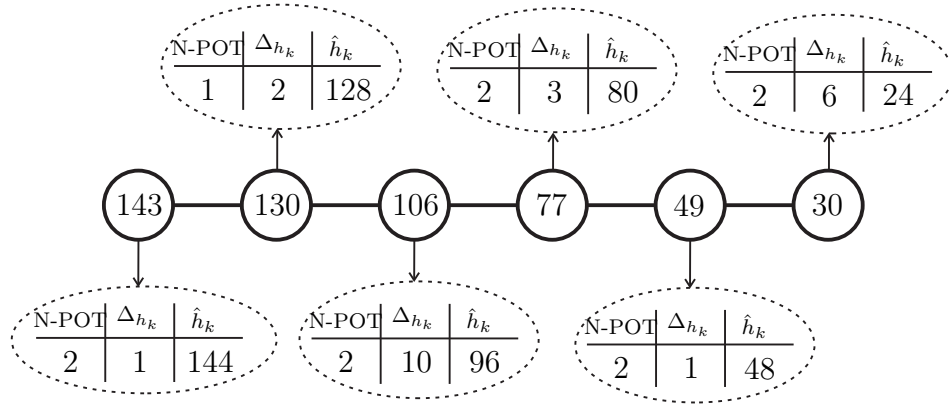 N-POT Δ_{h_k} ĥ_k
1 2 128
N-POT Δ_{h_k} ĥ_k
2 3 80
N-POT Δ_{h_k} ĥ_k
2 6 24
143 130 106 77 49 30
N-POT Δ_{h_k} ĥ_k
2 1 144
N-POT Δ_{h_k} ĥ_k
2 10 96
N-POT Δ_{h_k} ĥ_k
2 1 48